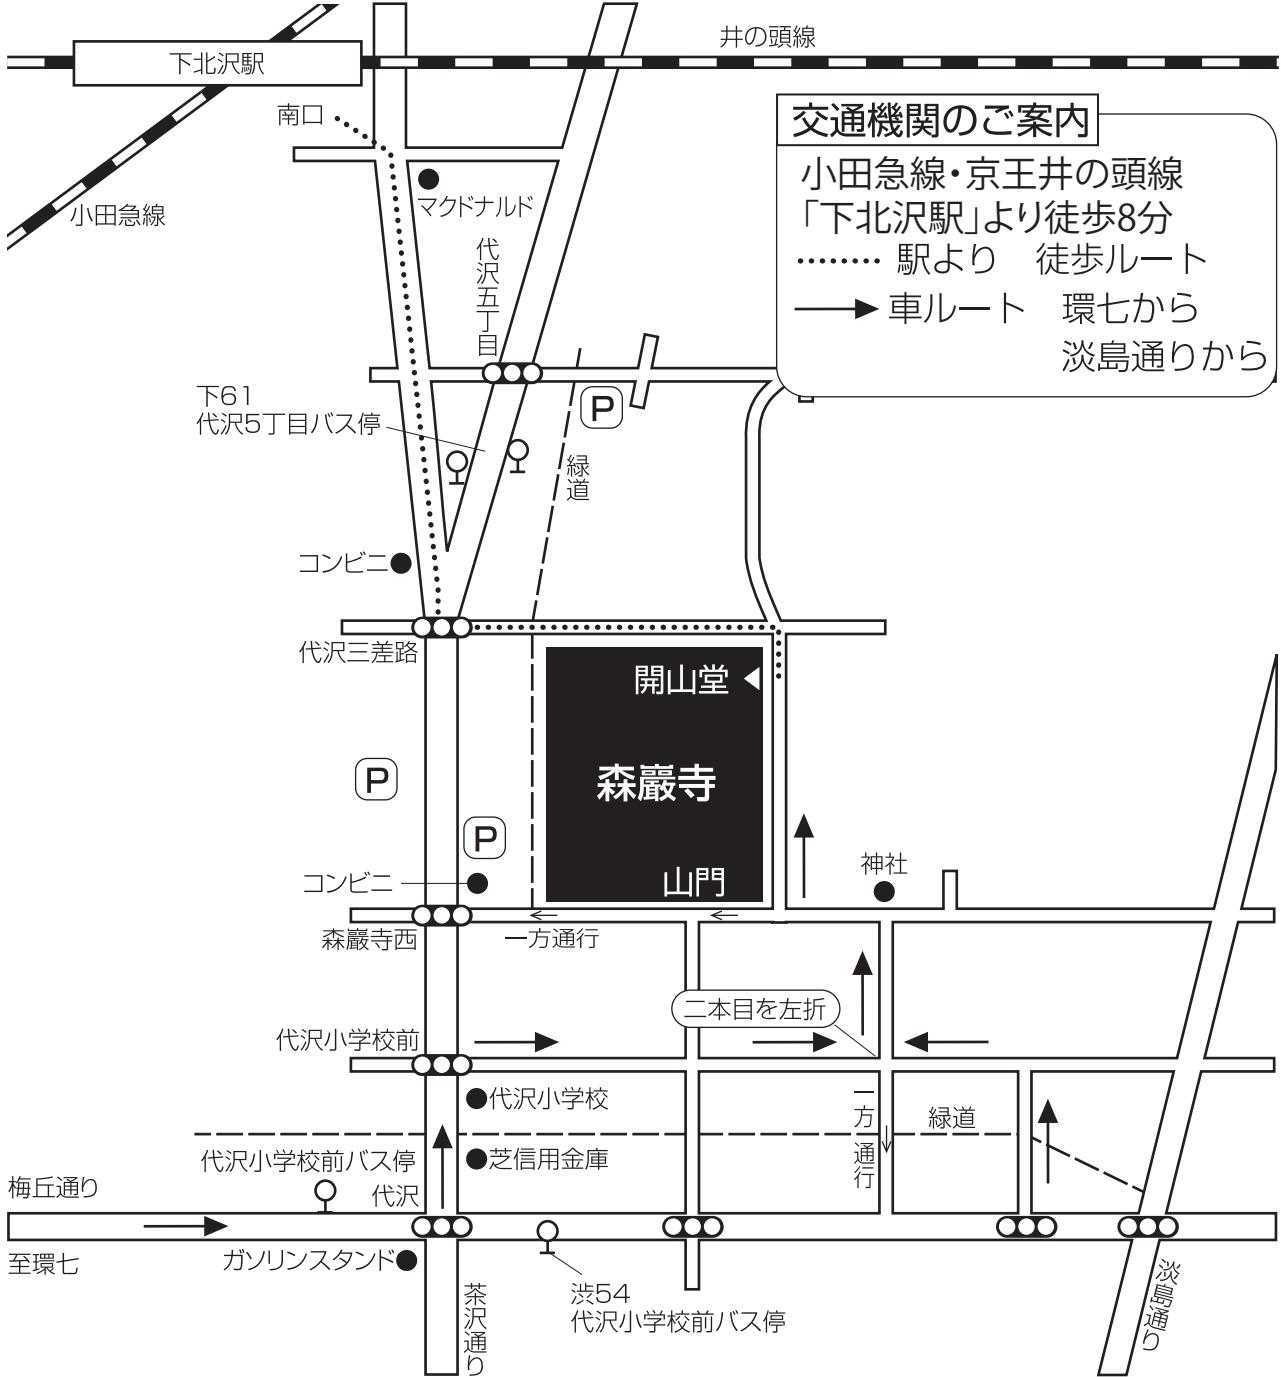 井の頭線
下北沢駅
南口
小田急線
マクドナルド
代沢五丁目
交通機関のご案内
小田急線・京王井の頭線
「下北沢駅」より徒歩8分
駅より 徒歩ルート
車ルート 環七から
淡島通りから
下61
代沢5丁目バス停
P
緑道
コンビニ
代沢三差路
開山堂
森巖寺
山門
P
P
コンビニ
神社
森巖寺西
一方通行
二本目を左折
代沢小学校前
代沢小学校
一方通行
緑道
芝信用金庫
代沢小学校前バス停
代沢
梅丘通り
至環七
ガソリンスタンド
茶沢通り
渋54
代沢小学校前バス停
淡島通り